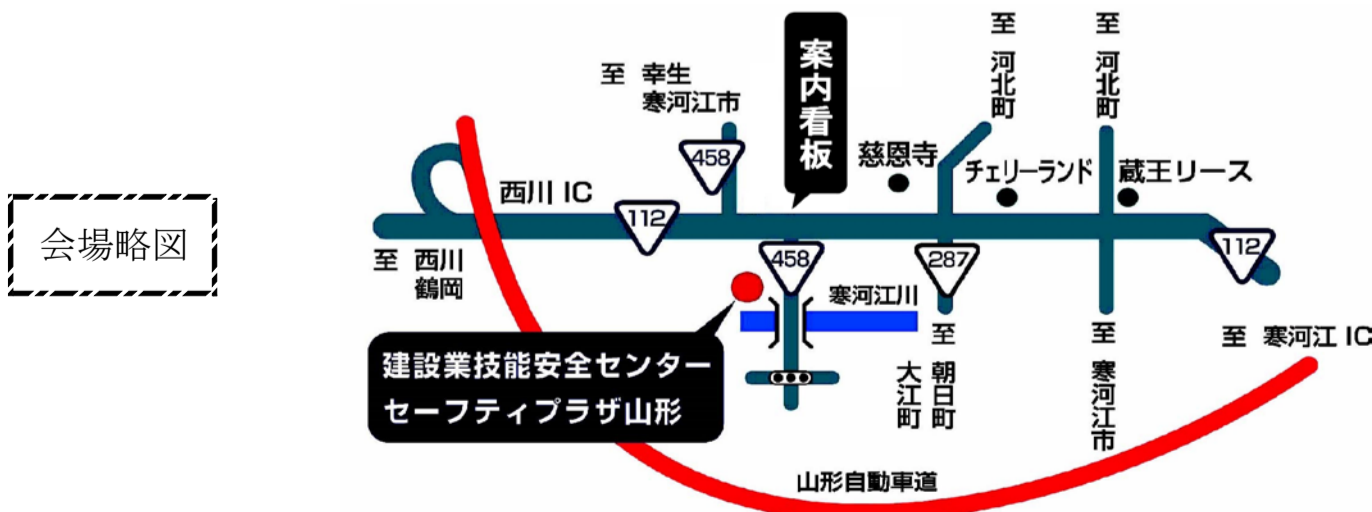 会場略図
案内看板
至 幸生
寒河江市
458
至 河北町
至 河北町
慈恩寺
チェリーランド
蔵王リース
西川 IC
112
458
287
112
至 西川
鶴岡
寒河江川
至 朝日町
大江町
至 寒河江市
至 寒河江 IC
建設業技能安全センター
セーフティプラザ山形
山形自動車道